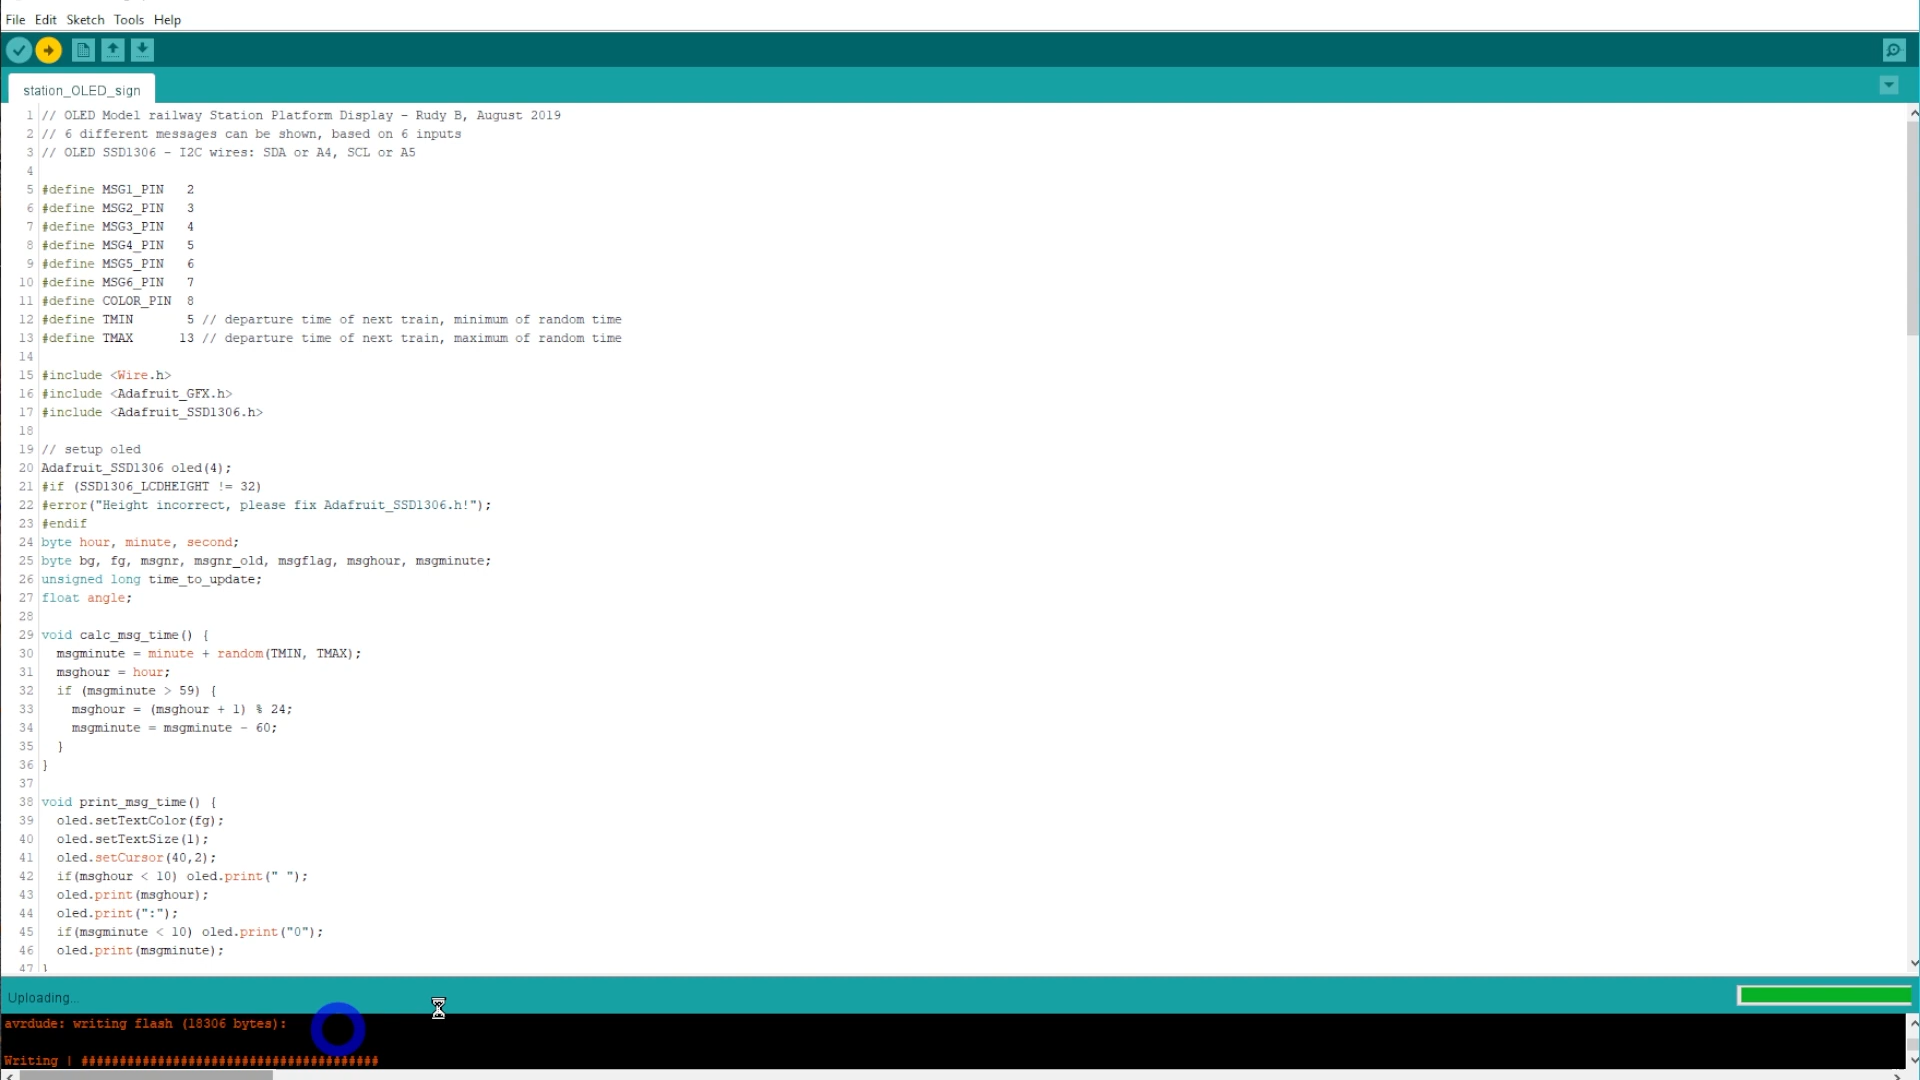 File Edit Sketch Tools Help
station_OLED_sign
1 // OLED Model railway Station Platform Display - Rudy B, August 2019
2 // 6 different messages can be shown, based on 6 inputs
3 // OLED SSD1306 - I2C wires: SDA or A4, SCL or A5
4
5 #define MSG1_PIN   2
6 #define MSG2_PIN   3
7 #define MSG3_PIN   4
8 #define MSG4_PIN   5
9 #define MSG5_PIN   6
10 #define MSG6_PIN   7
11 #define COLOR_PIN  8
12 #define TMIN       5 // departure time of next train, minimum of random time
13 #define TMAX      13 // departure time of next train, maximum of random time
14
15 #include <Wire.h>
16 #include <Adafruit_GFX.h>
17 #include <Adafruit_SSD1306.h>
18
19 // setup oled
20 Adafruit_SSD1306 oled(4);
21 #if (SSD1306_LCDHEIGHT != 32)
22 #error("Height incorrect, please fix Adafruit_SSD1306.h!");
23 #endif
24 byte hour, minute, second;
25 byte bg, fg, msgnr, msgnr_old, msgflag, msghour, msgminute;
26 unsigned long time_to_update;
27 float angle;
28
29 void calc_msg_time() {
30   msgminute = minute + random(TMIN, TMAX);
31   msghour = hour;
32   if (msgminute > 59) {
33     msghour = (msghour + 1) % 24;
34     msgminute = msgminute - 60;
35   }
36 }
37
38 void print_msg_time() {
39   oled.setTextColor(fg);
40   oled.setTextSize(1);
41   oled.setCursor(40,2);
42   if(msghour < 10) oled.print(" ");
43   oled.print(msghour);
44   oled.print(":");
45   if(msgminute < 10) oled.print("0");
46   oled.print(msgminute);
47 }
Uploading...
avrdude: writing flash (18306 bytes):
Writing | #######################################